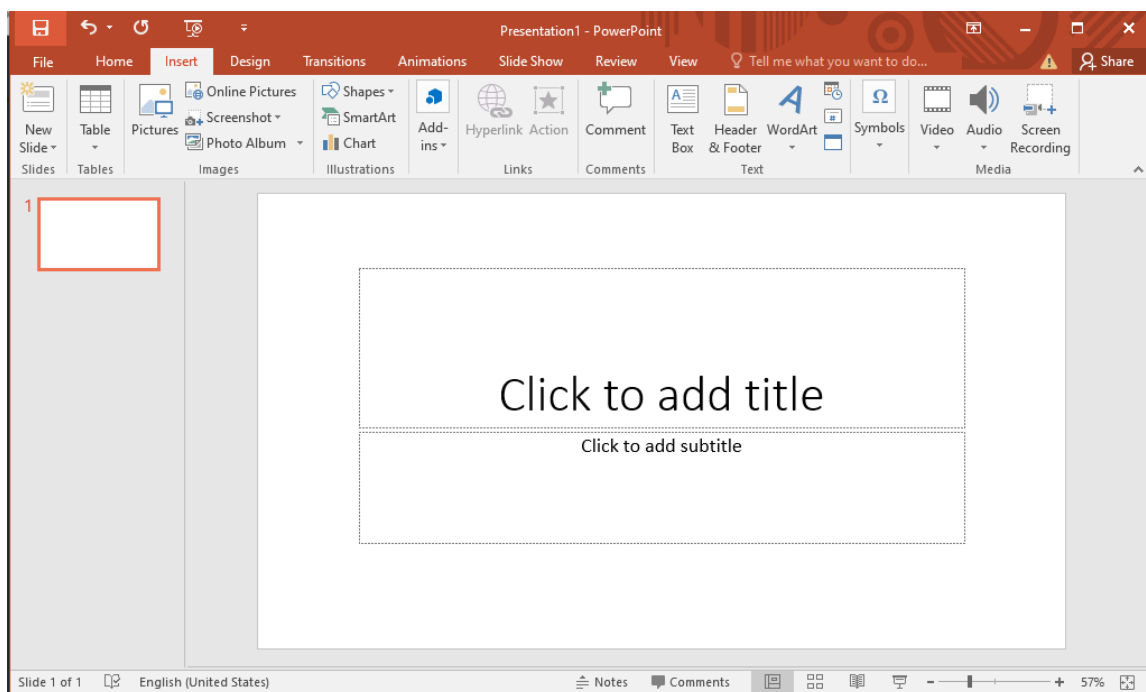 Presentation1 - PowerPoint
File Home Insert Design Transitions Animations Slide Show Review View Tell me what you want to do... Share
New Slide
Table
Pictures
Online Pictures
Screenshot
Photo Album
Shapes
SmartArt
Chart
Add-ins
Hyperlink
Action
Comment
Text Box
Header & Footer
WordArt
Symbols
Video
Audio
Screen Recording
Slides Tables Images Illustrations Links Comments Text Media
1
Click to add title
Click to add subtitle
Slide 1 of 1 English (United States) Notes Comments 57%